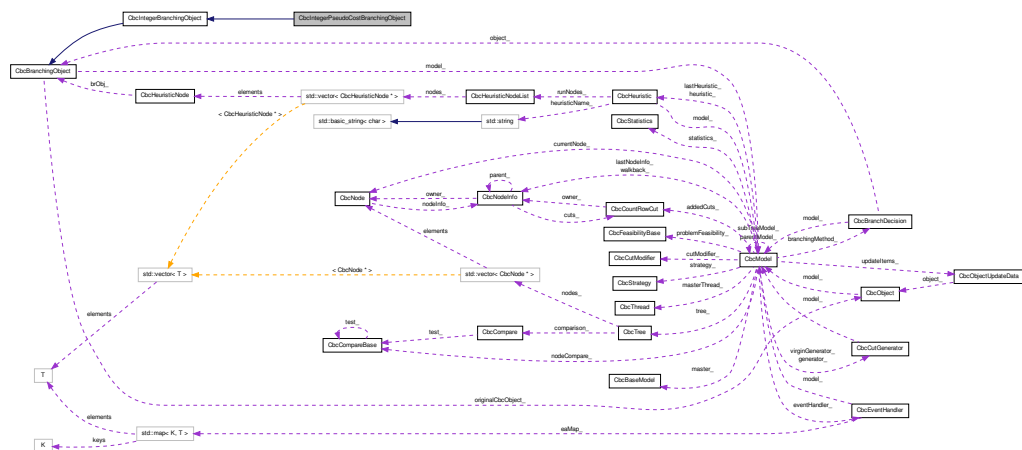 CbcIntegerBranchingObject
CbcIntegerPseudoCostBranchingObject
object_
CbcBranchingObject
model_
brObj_
CbcHeuristicNode
elements
std::vector< CbcHeuristicNode * >
nodes_
CbcHeuristicNodeList
runNodes_
heuristicName_
CbcHeuristic
lastHeuristic_
heuristic_
< CbcHeuristicNode * >
std::basic_string< char >
std::string
CbcStatistics
model_
statistics_
currentNode_
lastNodeInfo_
walkback_
parent_
CbcNode
owner_
nodeInfo_
CbcNodeInfo
owner_
cuts_
CbcCountRowCut
addedCuts_
CbcFeasibilityBase
problemFeasibility_
subTreeModel_
parentModel_
model_
branchingMethod_
CbcBranchDecision
elements
CbcCutModifier
cutModifier_
CbcModel
updateItems_
std::vector< T >
< CbcNode * >
std::vector< CbcNode * >
CbcStrategy
strategy_
masterThread_
model_
object_
CbcObjectUpdateData
CbcObject
nodes_
CbcThread
model_
elements
test_
test_
CbcCompare
comparison_
CbcTree
tree_
CbcCompareBase
nodeCompare_
virginGenerator_
generator_
CbcCutGenerator
T
CbcBaseModel
master_
model_
originalCbcObject_
eventHandler_
CbcEventHandler
elements
std::map< K, T >
eaMap_
keys
K